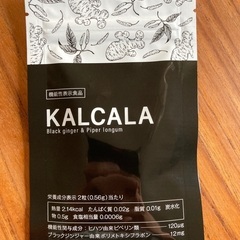 機能性表示食品
KALCALA
Black ginger & Piper longum
栄養成分表示 2粒(0.56g)当たり
熱量 2.14kcal たんぱく質 0.02g 脂質 0.01g 炭水化
物 0.5g 食塩相当量 0.0006g
機能性関与成分:ヒハツ由来ピペリン類 120μg
ブラックジンジャー由来ポリメトキシフラボン 12mg